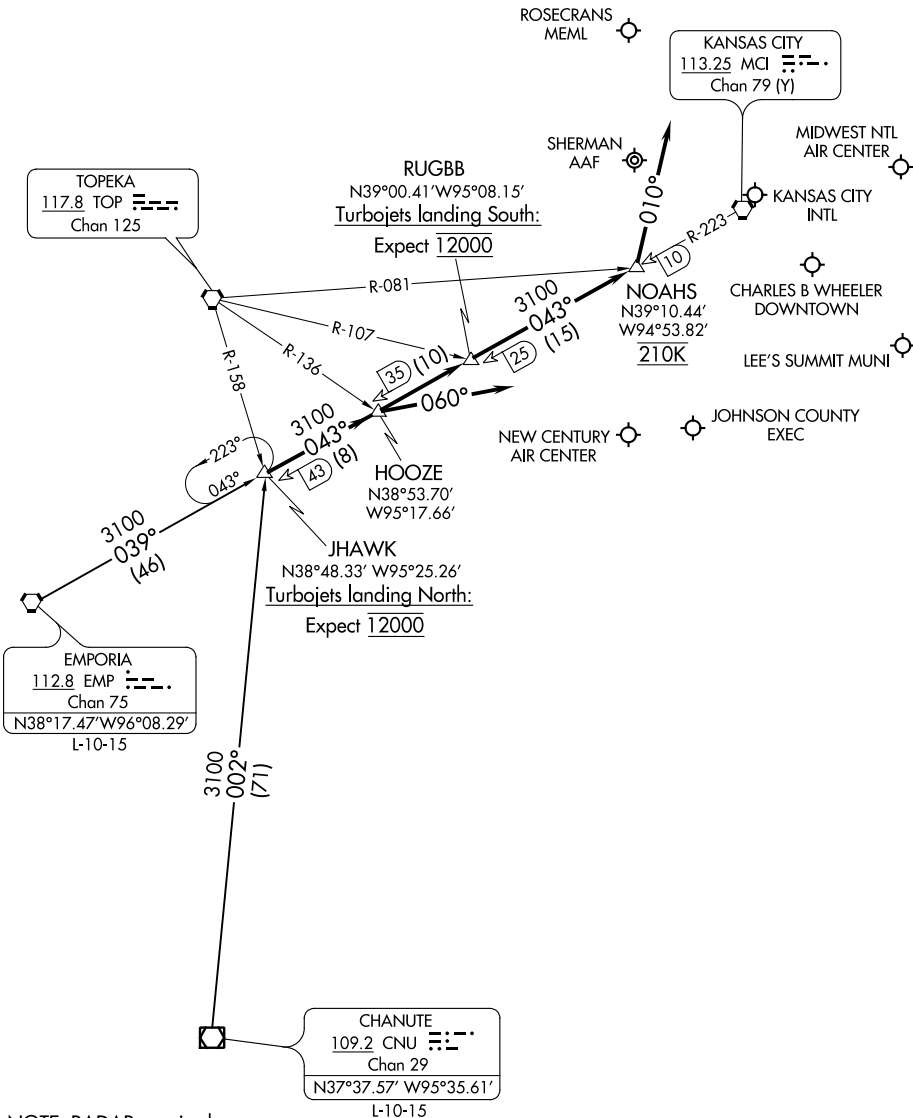 ROSECRANS
MEML
KANSAS CITY
113.25 MCI
Chan 79 (Y)
SHERMAN
AAF
MIDWEST NTL
AIR CENTER
RUGBB
N39°00.41'W95°08.15'
Turbojets landing South:
Expect 12000
TOPEKA
117.8 TOP
Chan 125
010°
KANSAS CITY
INTL
R-223
10
R-081
NOAHS
N39°10.44'
W94°53.82'
210K
CHARLES B WHEELER
DOWNTOWN
3100
043°
(15)
R-107
R-136
R-158
25
35
(10)
LEE'S SUMMIT MUNI
060°
3100
043°
(8)
43
JOHNSON COUNTY
EXEC
NEW CENTURY
AIR CENTER
223°
043°
HOOZE
N38°53.70'
W95°17.66'
3100
039°
(46)
JHAWK
N38°48.33' W95°25.26'
Turbojets landing North:
Expect 12000
EMPORIA
112.8 EMP
Chan 75
N38°17.47'W96°08.29'
L-10-15
3100
002°
(71)
CHANUTE
109.2 CNU
Chan 29
N37°37.57' W95°35.61'
L-10-15